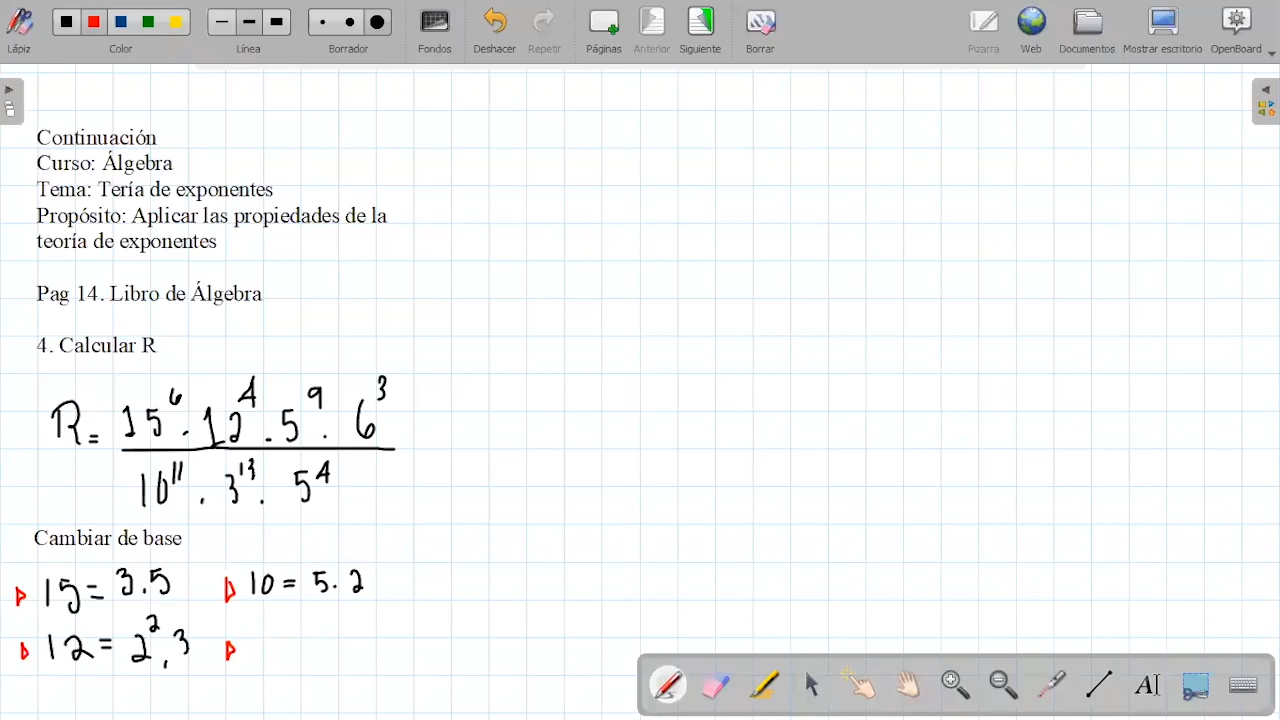 Lápiz Color Línea Borrador Fondos Deshacer Repetir Páginas Anterior Siguiente Borrar Pizarra Web Documentos Mostrar escritorio OpenBoard
Continuación
Curso: Álgebra
Tema: Tería de exponentes
Propósito: Aplicar las propiedades de la
teoría de exponentes
Pag 14. Libro de Álgebra
4. Calcular R
R = 15^6 . 12^4 . 5^9 . 6^3
10^11 . 3^13 . 5^4
Cambiar de base
15 = 3.5 10 = 5.2
12 = 2^2 . 3
AI